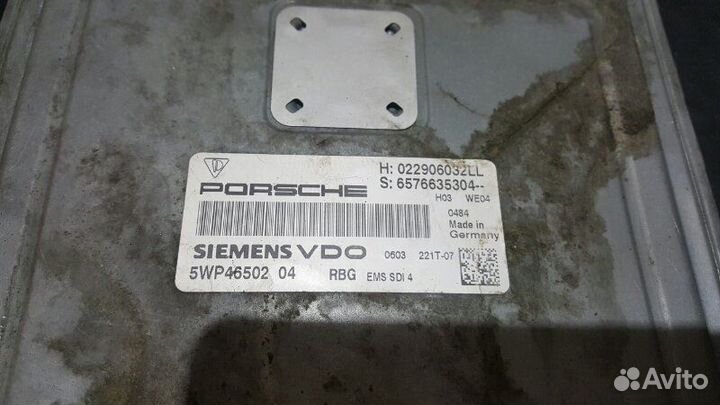 H: 022906032LL
PORSCHE
S: 6576635304--
H03 WE04
0484
Made in
Germany
SIEMENS VDO
0603 221T-07
5WP46502 04 RBG EMS SDI 4
Avito